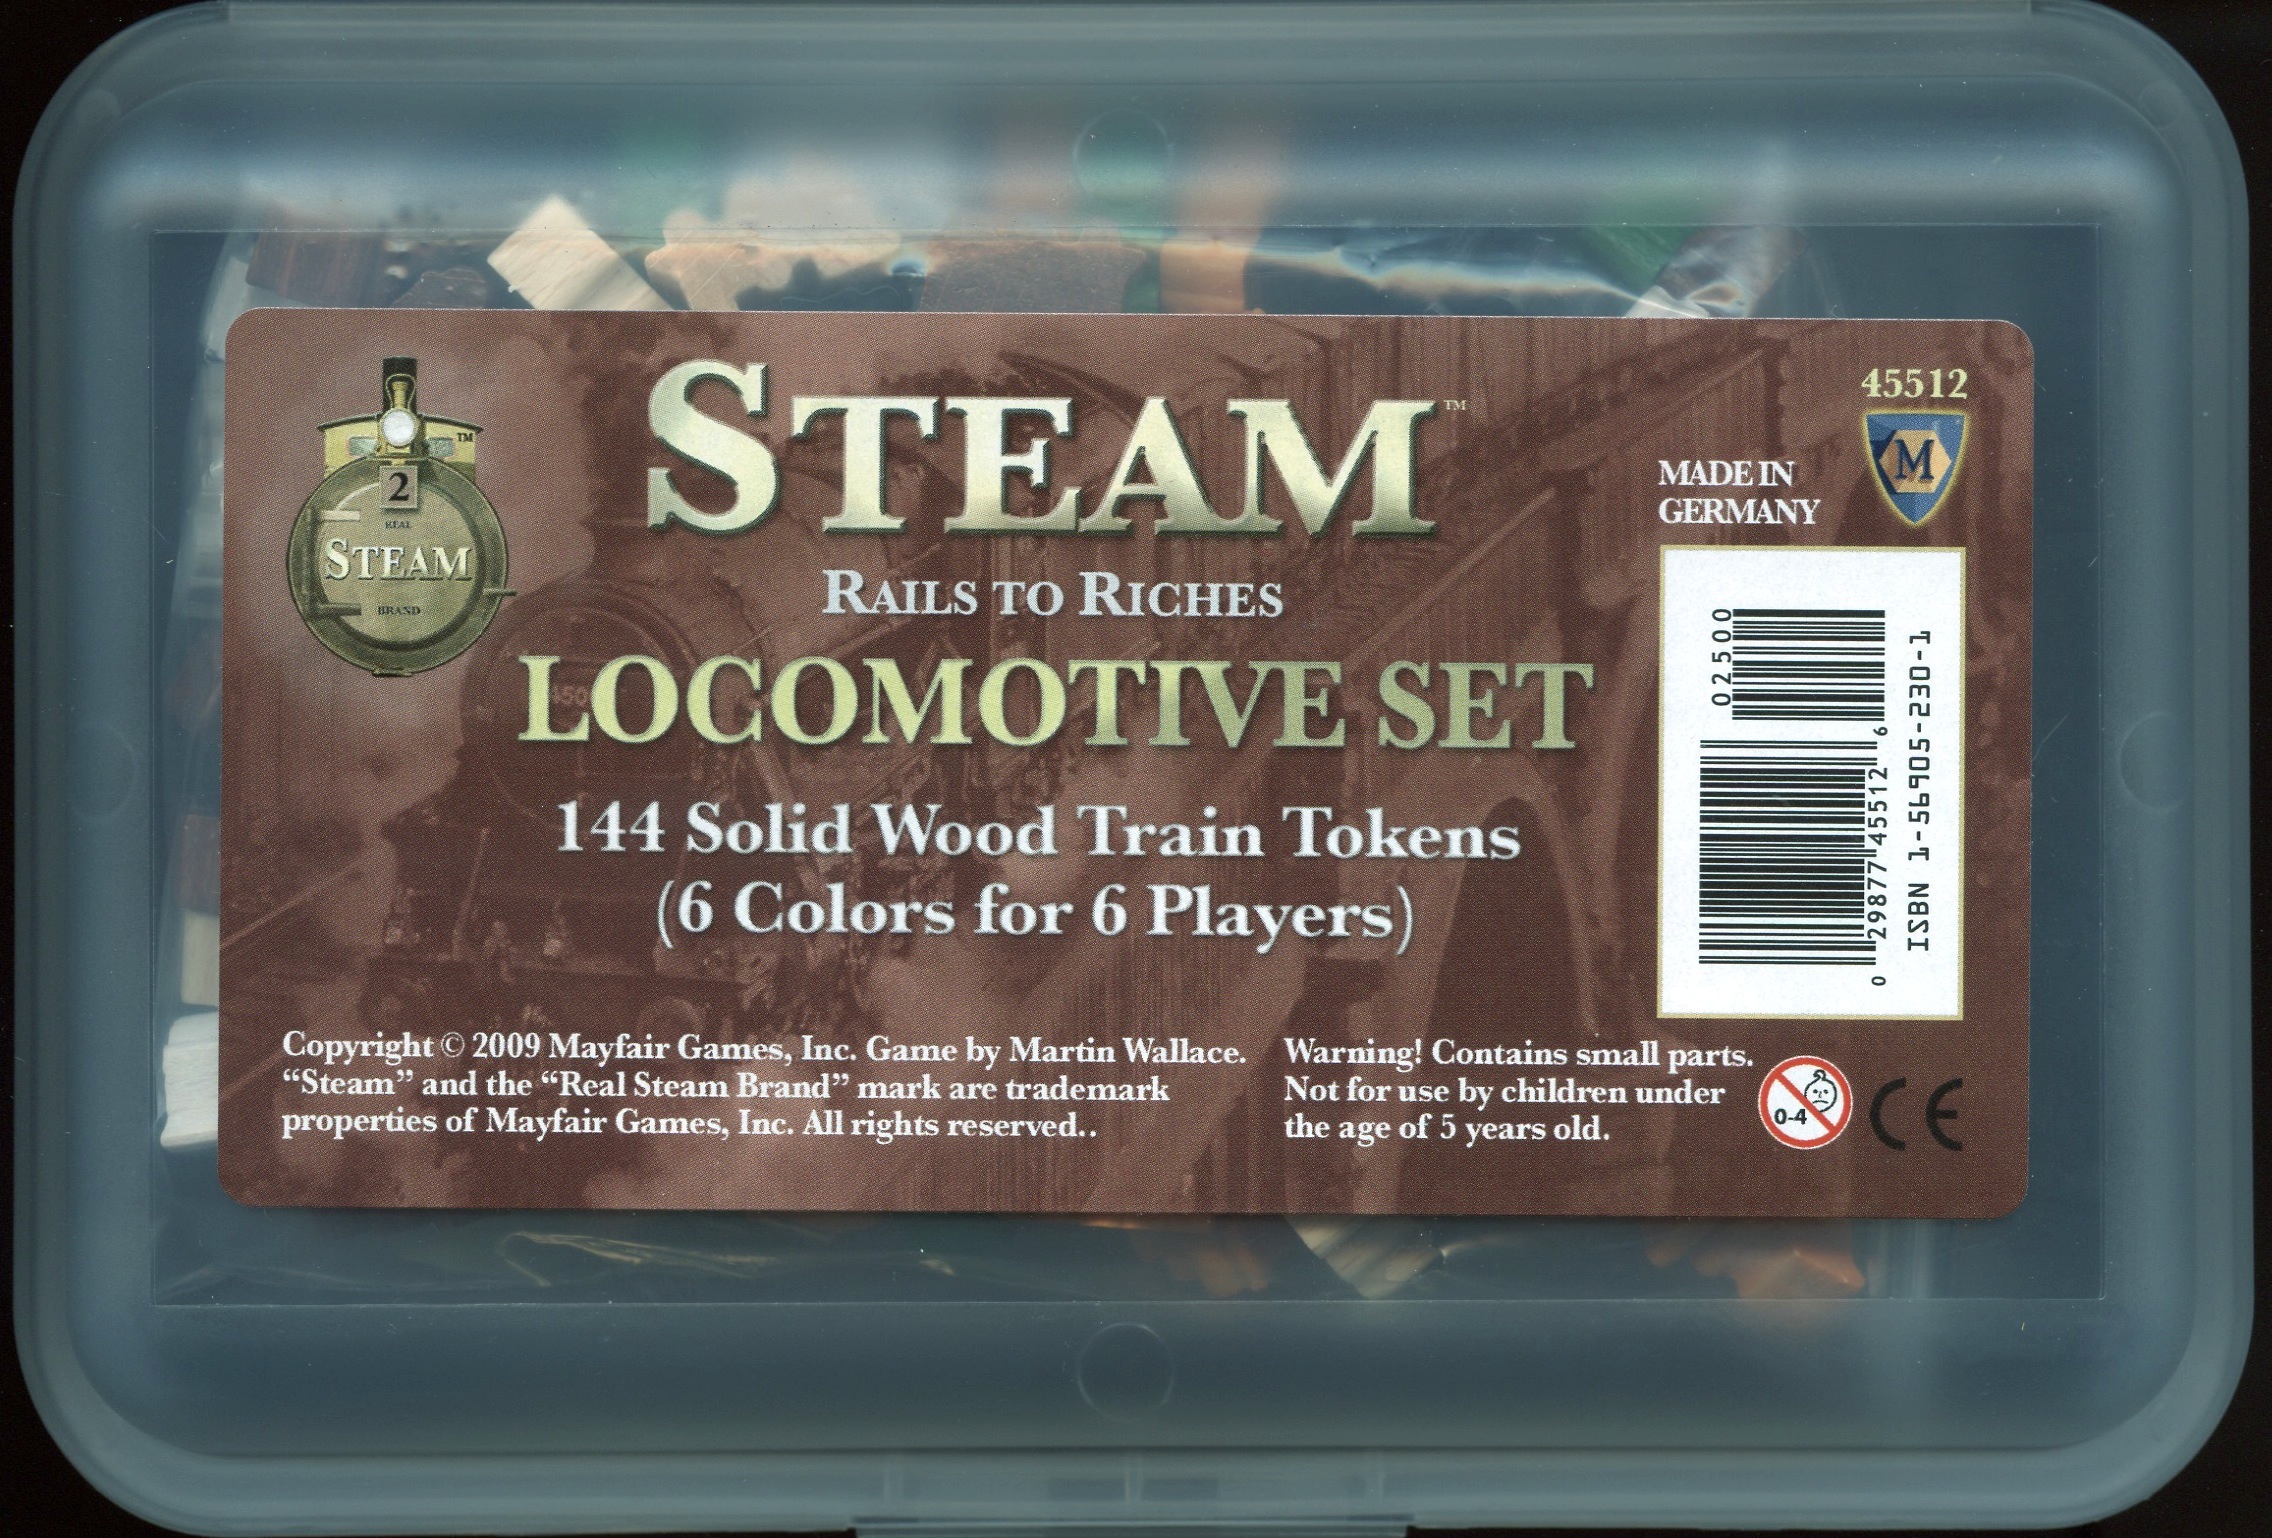 STEAM™
RAILS TO RICHES
LOCOMOTIVE SET
144 Solid Wood Train Tokens
(6 Colors for 6 Players)
™
2
REAL
STEAM
BRAND
45512
M
MADE IN
GERMANY
02500
0 29877 45512 6
ISBN 1-56905-230-1
Copyright © 2009 Mayfair Games, Inc. Game by Martin Wallace.
“Steam” and the “Real Steam Brand” mark are trademark
properties of Mayfair Games, Inc. All rights reserved..
Warning! Contains small parts.
Not for use by children under
the age of 5 years old.
0-4
CE